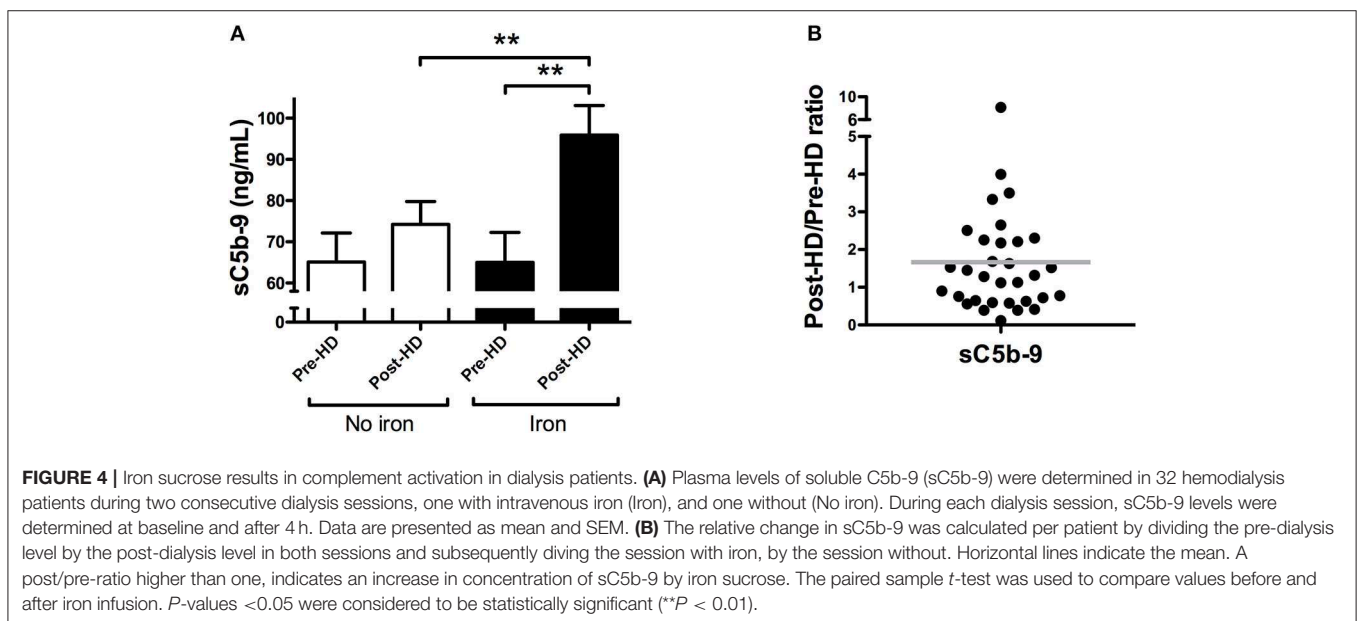 A
**
**
sC5b-9 (ng/mL)
100
90
80
70
60
0
Pre-HD
Post-HD
Pre-HD
Post-HD
No iron
Iron
B
Post-HD/Pre-HD ratio
10
6
5
4
3
2
1
0
sC5b-9
FIGURE 4 | Iron sucrose results in complement activation in dialysis patients. (A) Plasma levels of soluble C5b-9 (sC5b-9) were determined in 32 hemodialysis
patients during two consecutive dialysis sessions, one with intravenous iron (Iron), and one without (No iron). During each dialysis session, sC5b-9 levels were
determined at baseline and after 4 h. Data are presented as mean and SEM. (B) The relative change in sC5b-9 was calculated per patient by dividing the pre-dialysis
level by the post-dialysis level in both sessions and subsequently diving the session with iron, by the session without. Horizontal lines indicate the mean. A
post/pre-ratio higher than one, indicates an increase in concentration of sC5b-9 by iron sucrose. The paired sample t-test was used to compare values before and
after iron infusion. P-values <0.05 were considered to be statistically significant (**P < 0.01).